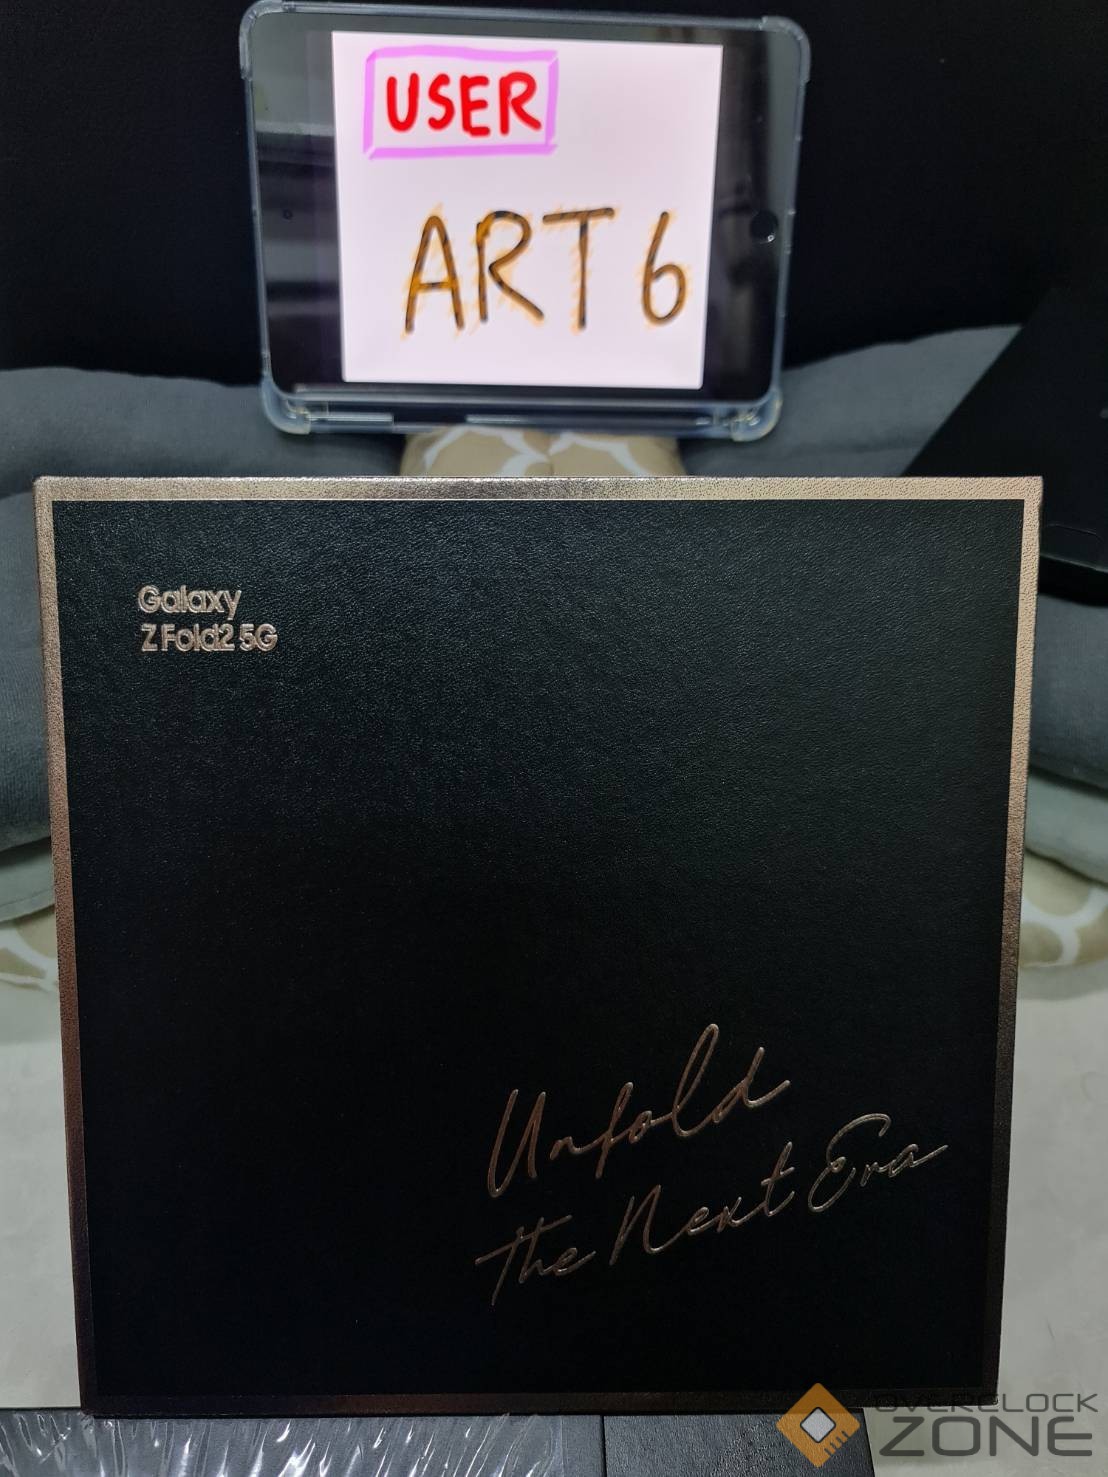 USER
ART 6
Galaxy
Z Fold2 5G
Unfold
the Next Era
OVERCLOCK
ZONE